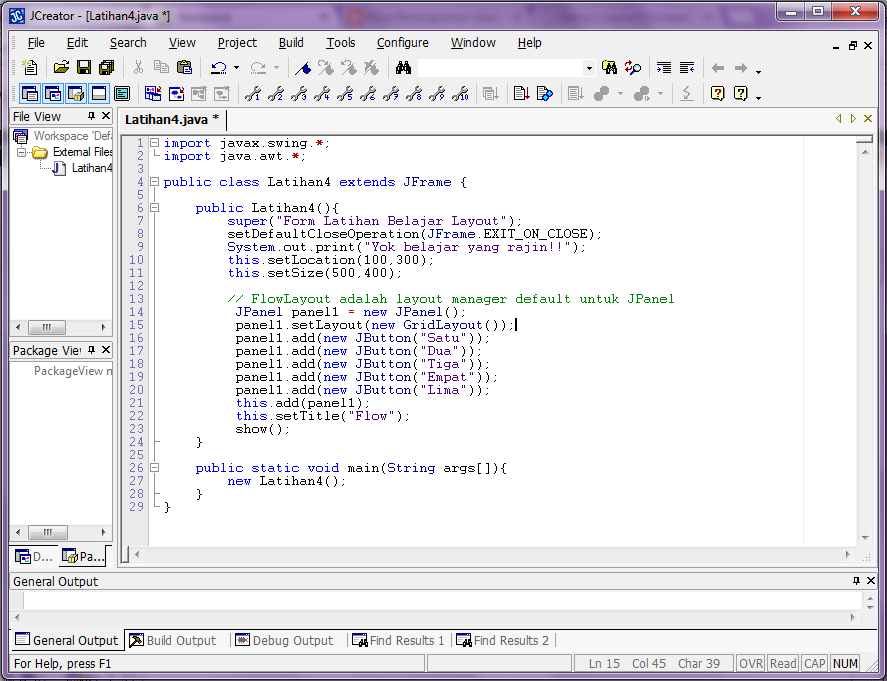 JCreator - [Latihan4.java *]
File Edit Search View Project Build Tools Configure Window Help
File View
Workspace 'Defa
External Files
Latihan4
Package Vie
PackageView n
D...
Pa...
Latihan4.java *
1 import javax.swing.*;
2 import java.awt.*;
3
4 public class Latihan4 extends JFrame {
5
6 public Latihan4(){
7 super("Form Latihan Belajar Layout");
8 setDefaultCloseOperation(JFrame.EXIT_ON_CLOSE);
9 System.out.print("Yok belajar yang rajin!!");
10 this.setLocation(100,300);
11 this.setSize(500,400);
12
13 // FlowLayout adalah layout manager default untuk JPanel
14 JPanel panel1 = new JPanel();
15 panel1.setLayout(new GridLayout());
16 panel1.add(new JButton("Satu"));
17 panel1.add(new JButton("Dua"));
18 panel1.add(new JButton("Tiga"));
19 panel1.add(new JButton("Empat"));
20 panel1.add(new JButton("Lima"));
21 this.add(panel1);
22 this.setTitle("Flow");
23 show();
24 }
25
26 public static void main(String args[]){
27 new Latihan4();
28 }
29 }
General Output
General Output Build Output Debug Output Find Results 1 Find Results 2
For Help, press F1 Ln 15 Col 45 Char 39 OVR Read CAP NUM